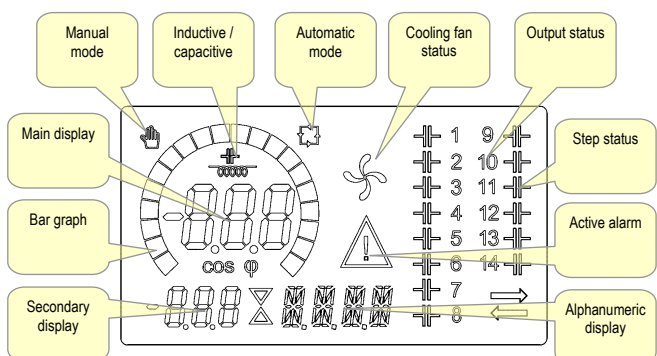 Manual
mode
Inductive /
capacitive
Automatic
mode
Cooling fan
status
Output status
Main display
Step status
Bar graph
Active alarm
Secondary
display
Alphanumeric
display
1 9
2 10
3 11
4 12
5 13
6 14
7
8
cos φ